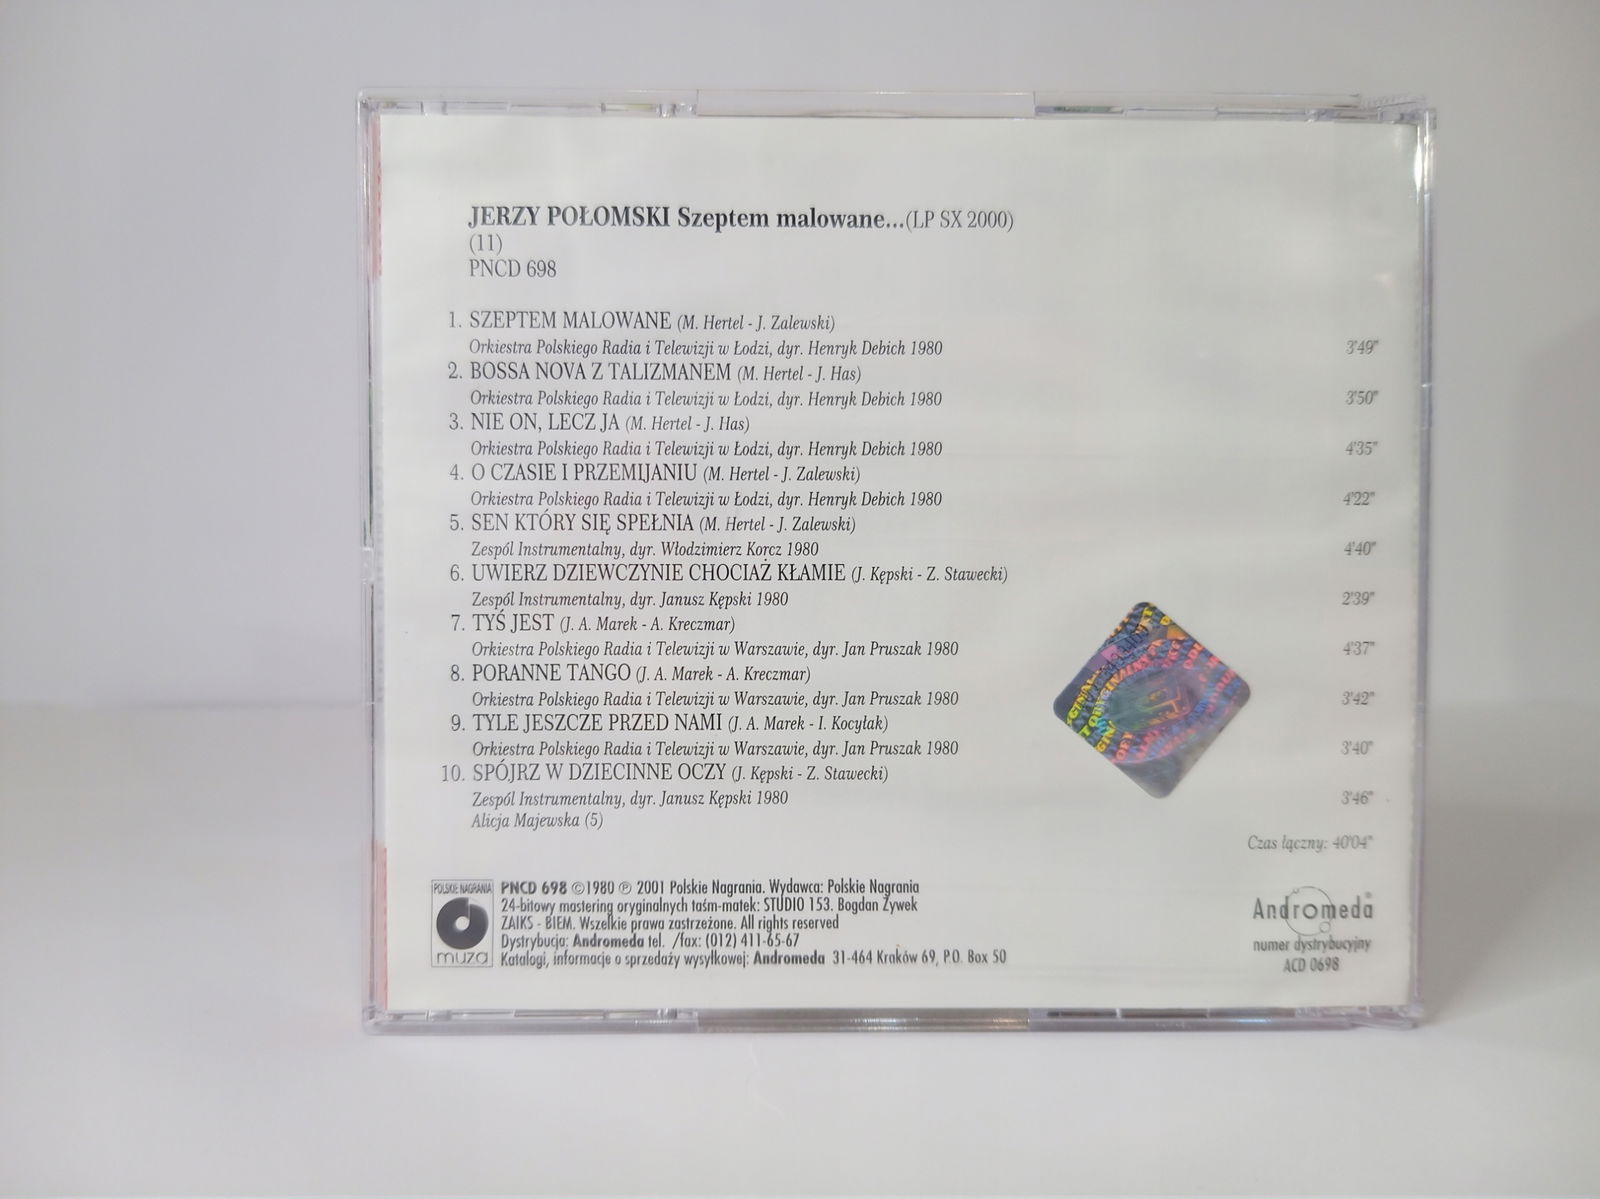 JERZY POŁOMSKI Szeptem malowane...(LP SX 2000)
(11)
PNCD 698
1. SZEPTEM MALOWANE (M. Hertel - J. Zalewski)
Orkiestra Polskiego Radia i Telewizji w Łodzi, dyr. Henryk Debich 1980 3'49"
2. BOSSA NOVA Z TALIZMANEM (M. Hertel - J. Has)
Orkiestra Polskiego Radia i Telewizji w Łodzi, dyr. Henryk Debich 1980 3'50"
3. NIE ON, LECZ JA (M. Hertel - J. Has)
Orkiestra Polskiego Radia i Telewizji w Łodzi, dyr. Henryk Debich 1980 4'35"
4. O CZASIE I PRZEMIJANIU (M. Hertel - J. Zalewski)
Orkiestra Polskiego Radia i Telewizji w Łodzi, dyr. Henryk Debich 1980 4'22"
5. SEN KTÓRY SIĘ SPEŁNIA (M. Hertel - J. Zalewski)
Zespól Instrumentalny, dyr. Włodzimierz Korcz 1980 4'40"
6. UWIERZ DZIEWCZYNIE CHOCIAŻ KŁAMIE (J. Kępski - Z. Stawecki)
Zespól Instrumentalny, dyr. Janusz Kępski 1980 2'39"
7. TYŚ JEST (J. A. Marek - A. Kreczmar)
Orkiestra Polskiego Radia i Telewizji w Warszawie, dyr. Jan Pruszak 1980 4'37"
8. PORANNE TANGO (J. A. Marek - A. Kreczmar)
Orkiestra Polskiego Radia i Telewizji w Warszawie, dyr. Jan Pruszak 1980 3'42"
9. TYLE JESZCZE PRZED NAMI (J. A. Marek - I. Kocyłak)
Orkiestra Polskiego Radia i Telewizji w Warszawie, dyr. Jan Pruszak 1980 3'40"
10. SPÓJRZ W DZIECINNE OCZY (J. Kępski - Z. Stawecki)
Zespól Instrumentalny, dyr. Janusz Kępski 1980 3'46"
Alicja Majewska (5)
Czas łączny: 40'04"
POLSKIE NAGRANIA
muza
PNCD 698 ©1980 ℗ 2001 Polskie Nagrania. Wydawca: Polskie Nagrania
24-bitowy mastering oryginalnych taśm-matek: STUDIO 153. Bogdan Żywek
ZAIKS - BIEM. Wszelkie prawa zastrzeżone. All rights reserved
Dystrybucja: Andromeda tel. /fax: (012) 411-65-67
Katalogi, informacje o sprzedaży wysyłkowej: Andromeda 31-464 Kraków 69, P.O. Box 50
Andromeda®
numer dystrybucyjny
ACD 0698